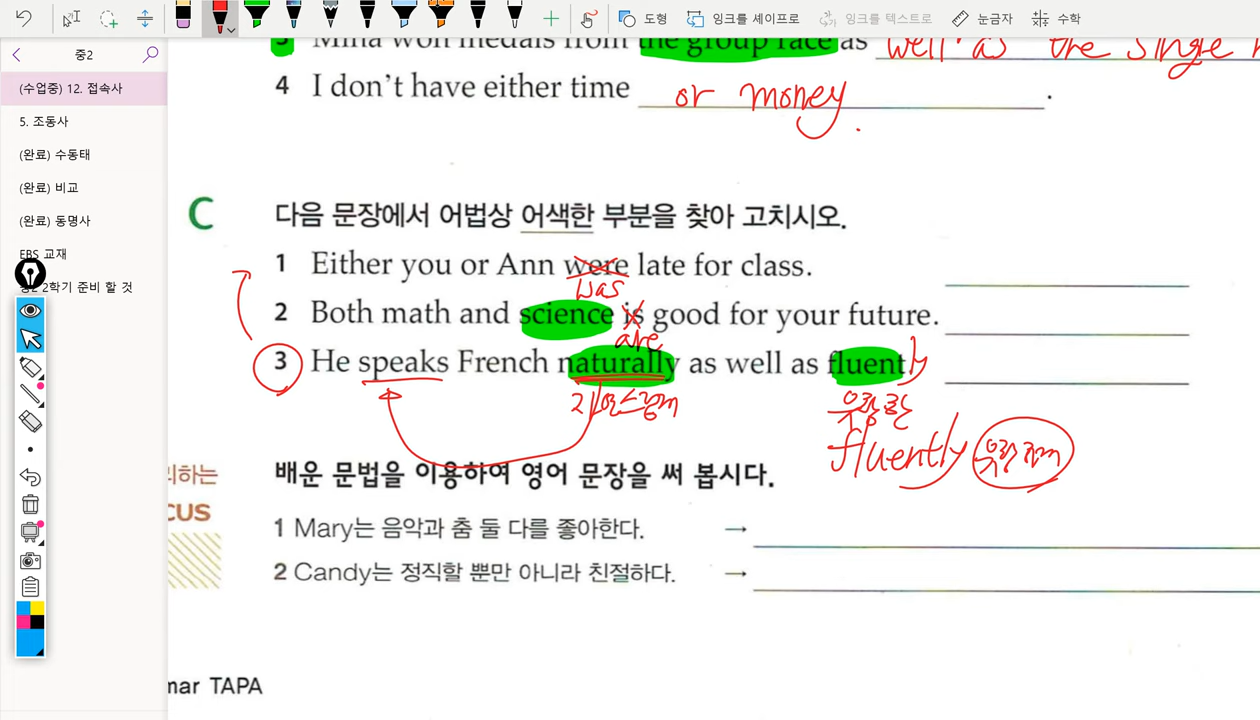 도형 잉크를 셰이프로 잉크를 텍스트로 눈금자 수학
중2
(수업중) 12. 접속사
5. 조동사
(완료) 수동태
(완료) 비교
(완료) 동명사
EBS 교재
2학기 준비 할 것
3 Mina won medals from the group race as well as the single
4 I don't have either time or money.
C 다음 문장에서 어법상 어색한 부분을 찾아 고치시오.
1 Either you or Ann were late for class.
was
2 Both math and science is good for your future.
are
3 He speaks French naturally as well as fluently
자연스럽게 유창한
fluently 유창하게
리하는 배운 문법을 이용하여 영어 문장을 써 봅시다.
CUS
1 Mary는 음악과 춤 둘 다를 좋아한다. →
2 Candy는 정직할 뿐만 아니라 친절하다. →
mar TAPA